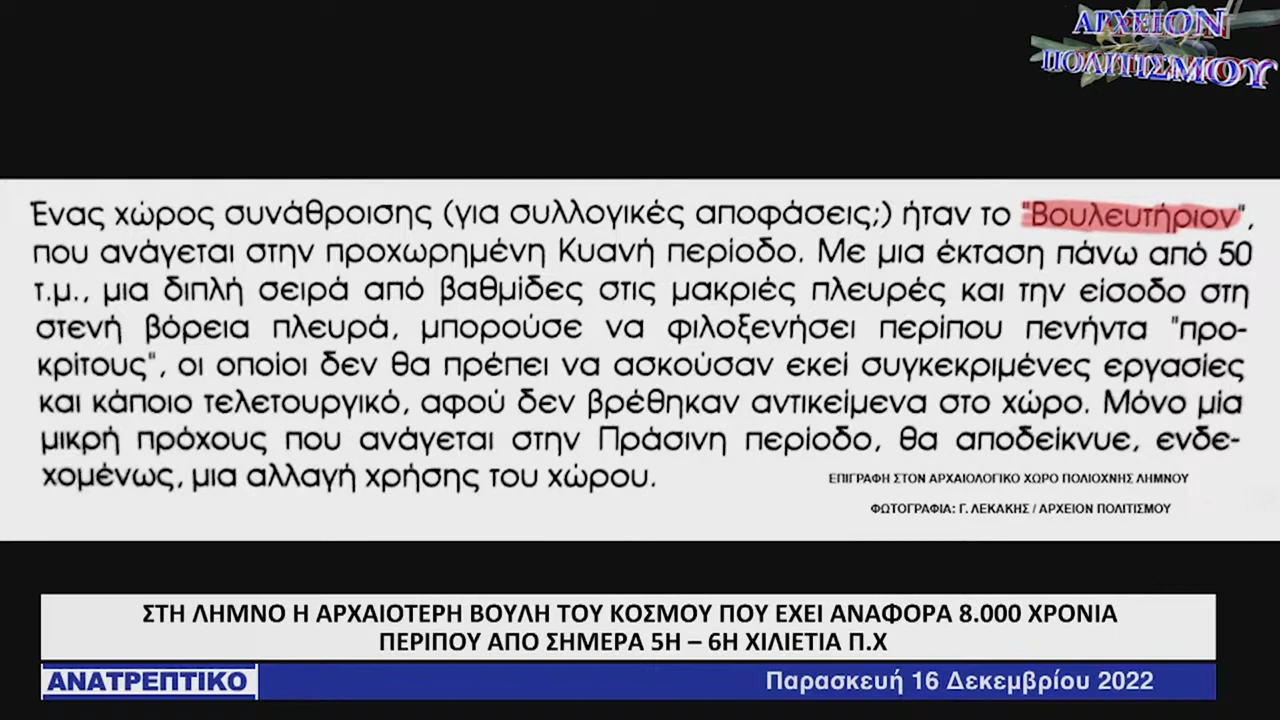 ΑΡΧΕΙΟΝ
ΠΟΛΙΤΙΣΜΟΥ
Ένας χώρος συνάθροισης (για συλλογικές αποφάσεις;) ήταν το "Βουλευτήριον",
που ανάγεται στην προχωρημένη Κυανή περίοδο. Με μια έκταση πάνω από 50
τ.μ., μια διπλή σειρά από βαθμίδες στις μακριές πλευρές και την είσοδο στη
στενή βόρεια πλευρά, μπορούσε να φιλοξενήσει περίπου πενήντα "προ-
κρίτους", οι οποίοι δεν θα πρέπει να ασκούσαν εκεί συγκεκριμένες εργασίες
και κάποιο τελετουργικό, αφού δεν βρέθηκαν αντικείμενα στο χώρο. Μόνο μία
μικρή πρόχους που ανάγεται στην Πράσινη περίοδο, θα αποδείκνυε, ενδε-
χομένως, μια αλλαγή χρήσης του χώρου.
ΕΠΙΓΡΑΦΗ ΣΤΟΝ ΑΡΧΑΙΟΛΟΓΙΚΟ ΧΩΡΟ ΠΟΛΙΟΧΝΗΣ ΛΗΜΝΟΥ
ΦΩΤΟΓΡΑΦΙΑ: Γ. ΛΕΚΑΚΗΣ / ΑΡΧΕΙΟΝ ΠΟΛΙΤΙΣΜΟΥ
ΣΤΗ ΛΗΜΝΟ Η ΑΡΧΑΙΟΤΕΡΗ ΒΟΥΛΗ ΤΟΥ ΚΟΣΜΟΥ ΠΟΥ ΕΧΕΙ ΑΝΑΦΟΡΑ 8.000 ΧΡΟΝΙΑ
ΠΕΡΙΠΟΥ ΑΠΟ ΣΗΜΕΡΑ 5Η – 6Η ΧΙΛΙΕΤΙΑ Π.Χ
ΑΝΑΤΡΕΠΤΙΚΟ
Παρασκευή 16 Δεκεμβρίου 2022